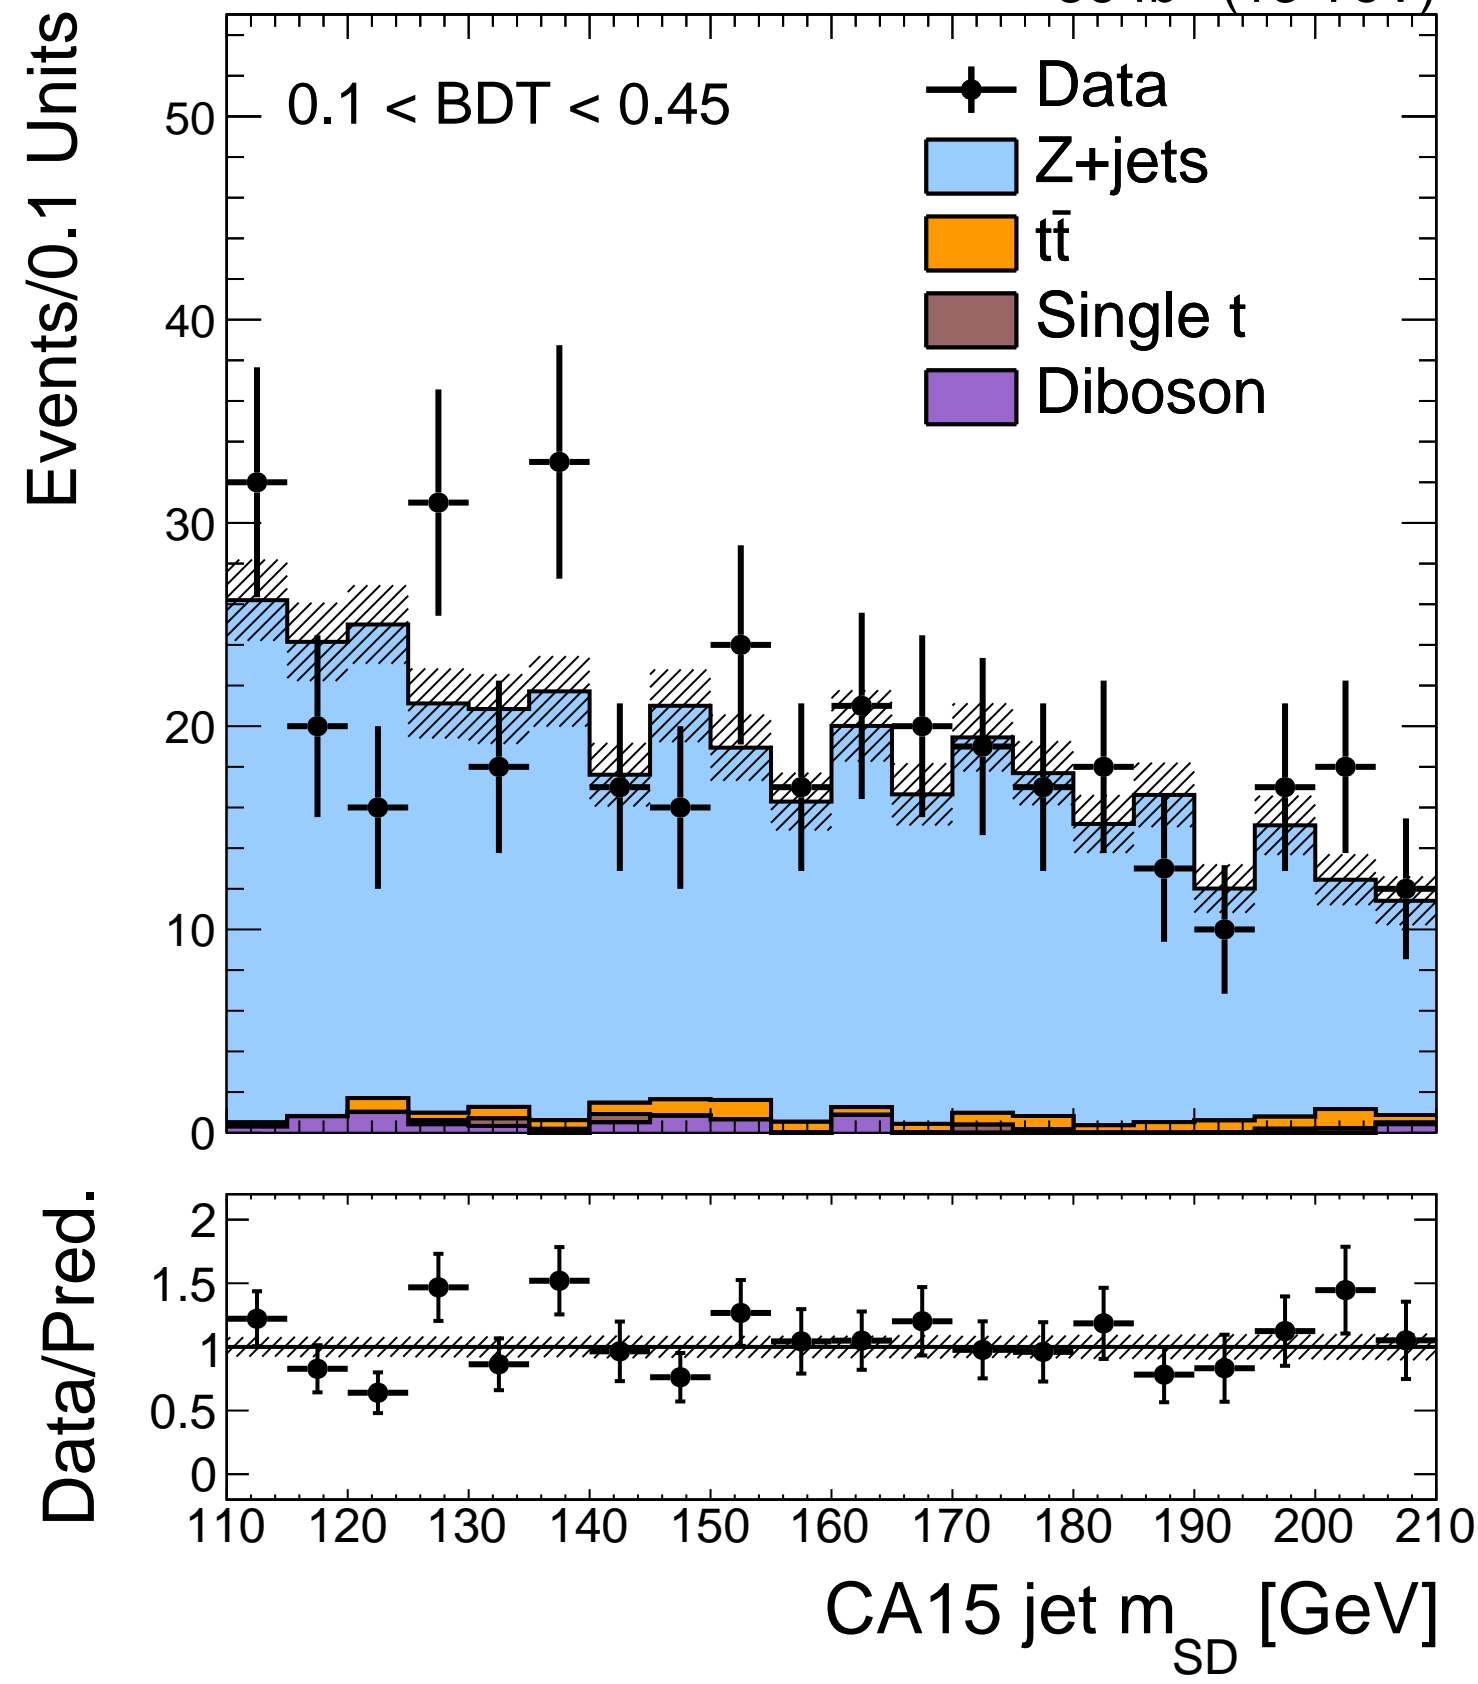 0.1 < BDT < 0.45
Data
Z+jets
tt̄
Single t
Diboson
Events/0.1 Units
50
40
30
20
10
0
Data/Pred.
2
1.5
1
0.5
0
110 120 130 140 150 160 170 180 190 200 210
CA15 jet m_SD [GeV]